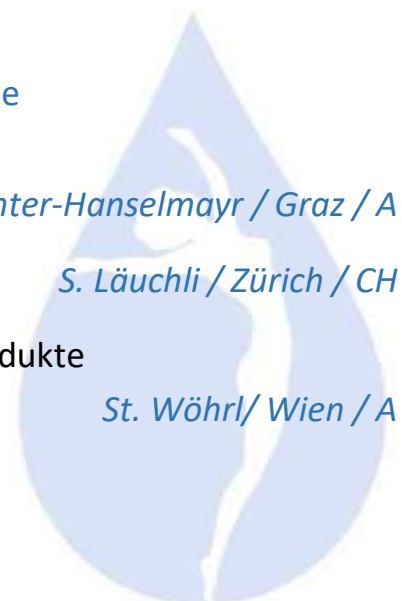 e
nter-Hanselmayr / Graz / A
S. Läuchli / Zürich / CH
dukte
St. Wöhrl/ Wien / A